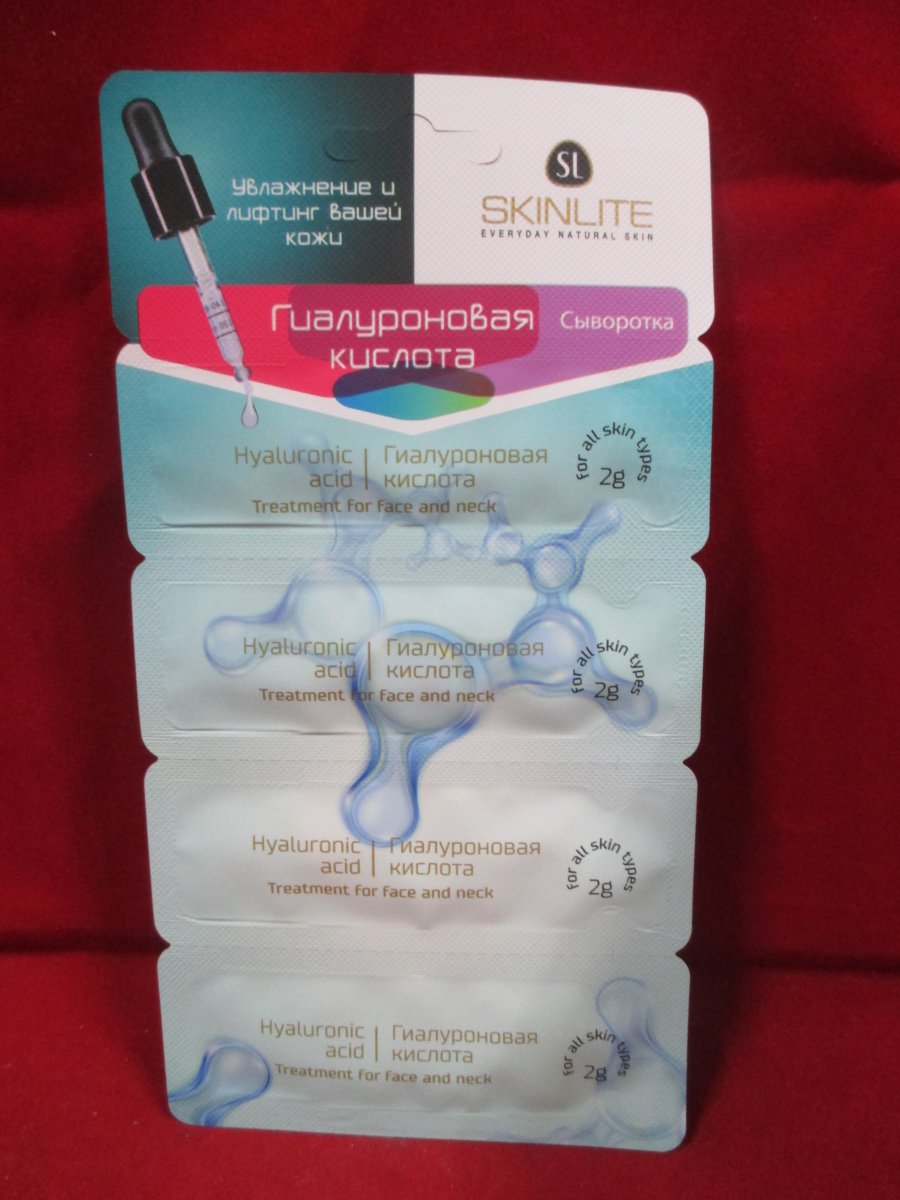 Увлажнение и
лифтинг вашей
кожи
SL
SKINLITE
EVERYDAY NATURAL SKIN
Гиалуроновая
кислота
Сыворотка
Hyaluronic
acid
Гиалуроновая
кислота
Treatment for face and neck
for all skin types
2g
Hyaluronic
acid
Гиалуроновая
кислота
Treatment for face and neck
for all skin types
2g
Hyaluronic
acid
Гиалуроновая
кислота
Treatment for face and neck
for all skin types
2g
Hyaluronic
acid
Гиалуроновая
кислота
Treatment for face and neck
for all skin types
2g